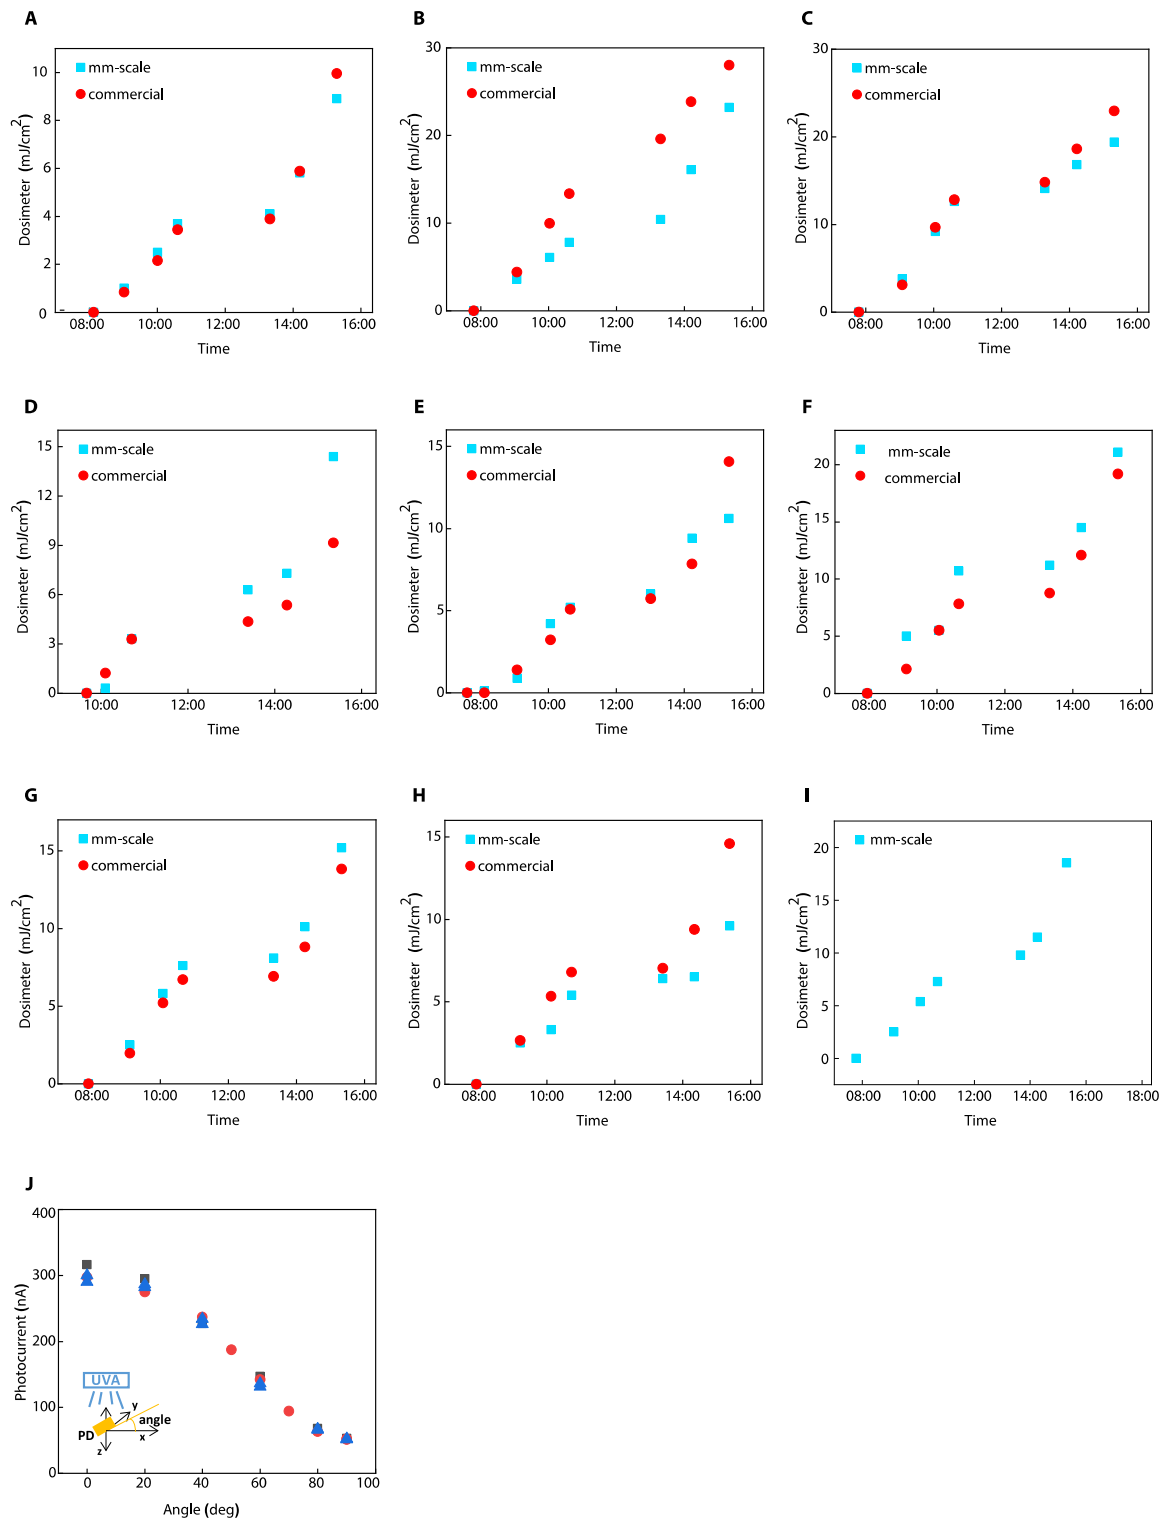 A
10
8
6
4
2
0
Dosimeter (mJ/cm2)
mm-scale
commercial
08:00 10:00 12:00 14:00 16:00
Time
B
30
20
10
0
Dosimeter (mJ/cm2)
mm-scale
commercial
08:00 10:00 12:00 14:00 16:00
Time
C
30
20
10
0
Dosimeter (mJ/cm2)
mm-scale
commercial
08:00 10:00 12:00 14:00 16:00
Time
D
15
12
9
6
3
0
Dosimeter (mJ/cm2)
mm-scale
commercial
10:00 12:00 14:00 16:00
Time
E
15
10
5
0
Dosimeter (mJ/cm2)
mm-scale
commercial
08:00 10:00 12:00 14:00 16:00
Time
F
20
15
10
5
0
Dosimeter (mJ/cm2)
mm-scale
commercial
08:00 10:00 12:00 14:00 16:00
Time
G
15
10
5
0
Dosimeter (mJ/cm2)
mm-scale
commercial
08:00 10:00 12:00 14:00 16:00
Time
H
15
10
5
0
Dosimeter (mJ/cm2)
mm-scale
commercial
08:00 10:00 12:00 14:00 16:00
Time
I
20
15
10
5
0
Dosimeter (mJ/cm2)
mm-scale
08:00 10:00 12:00 14:00 16:00 18:00
Time
J
400
300
200
100
0
Photocurrent (nA)
UVA
y
angle
PD
x
z
0 20 40 60 80 100
Angle (deg)